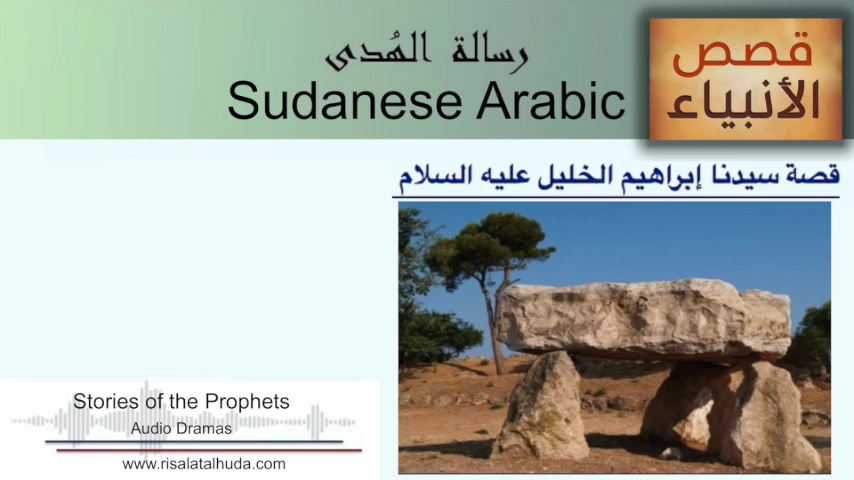 رسالة الهُدى
Sudanese Arabic
قصص
الأنبياء
قصة سيدنا إبراهيم الخليل عليه السلام
Stories of the Prophets
Audio Dramas
www.risalatalhuda.com